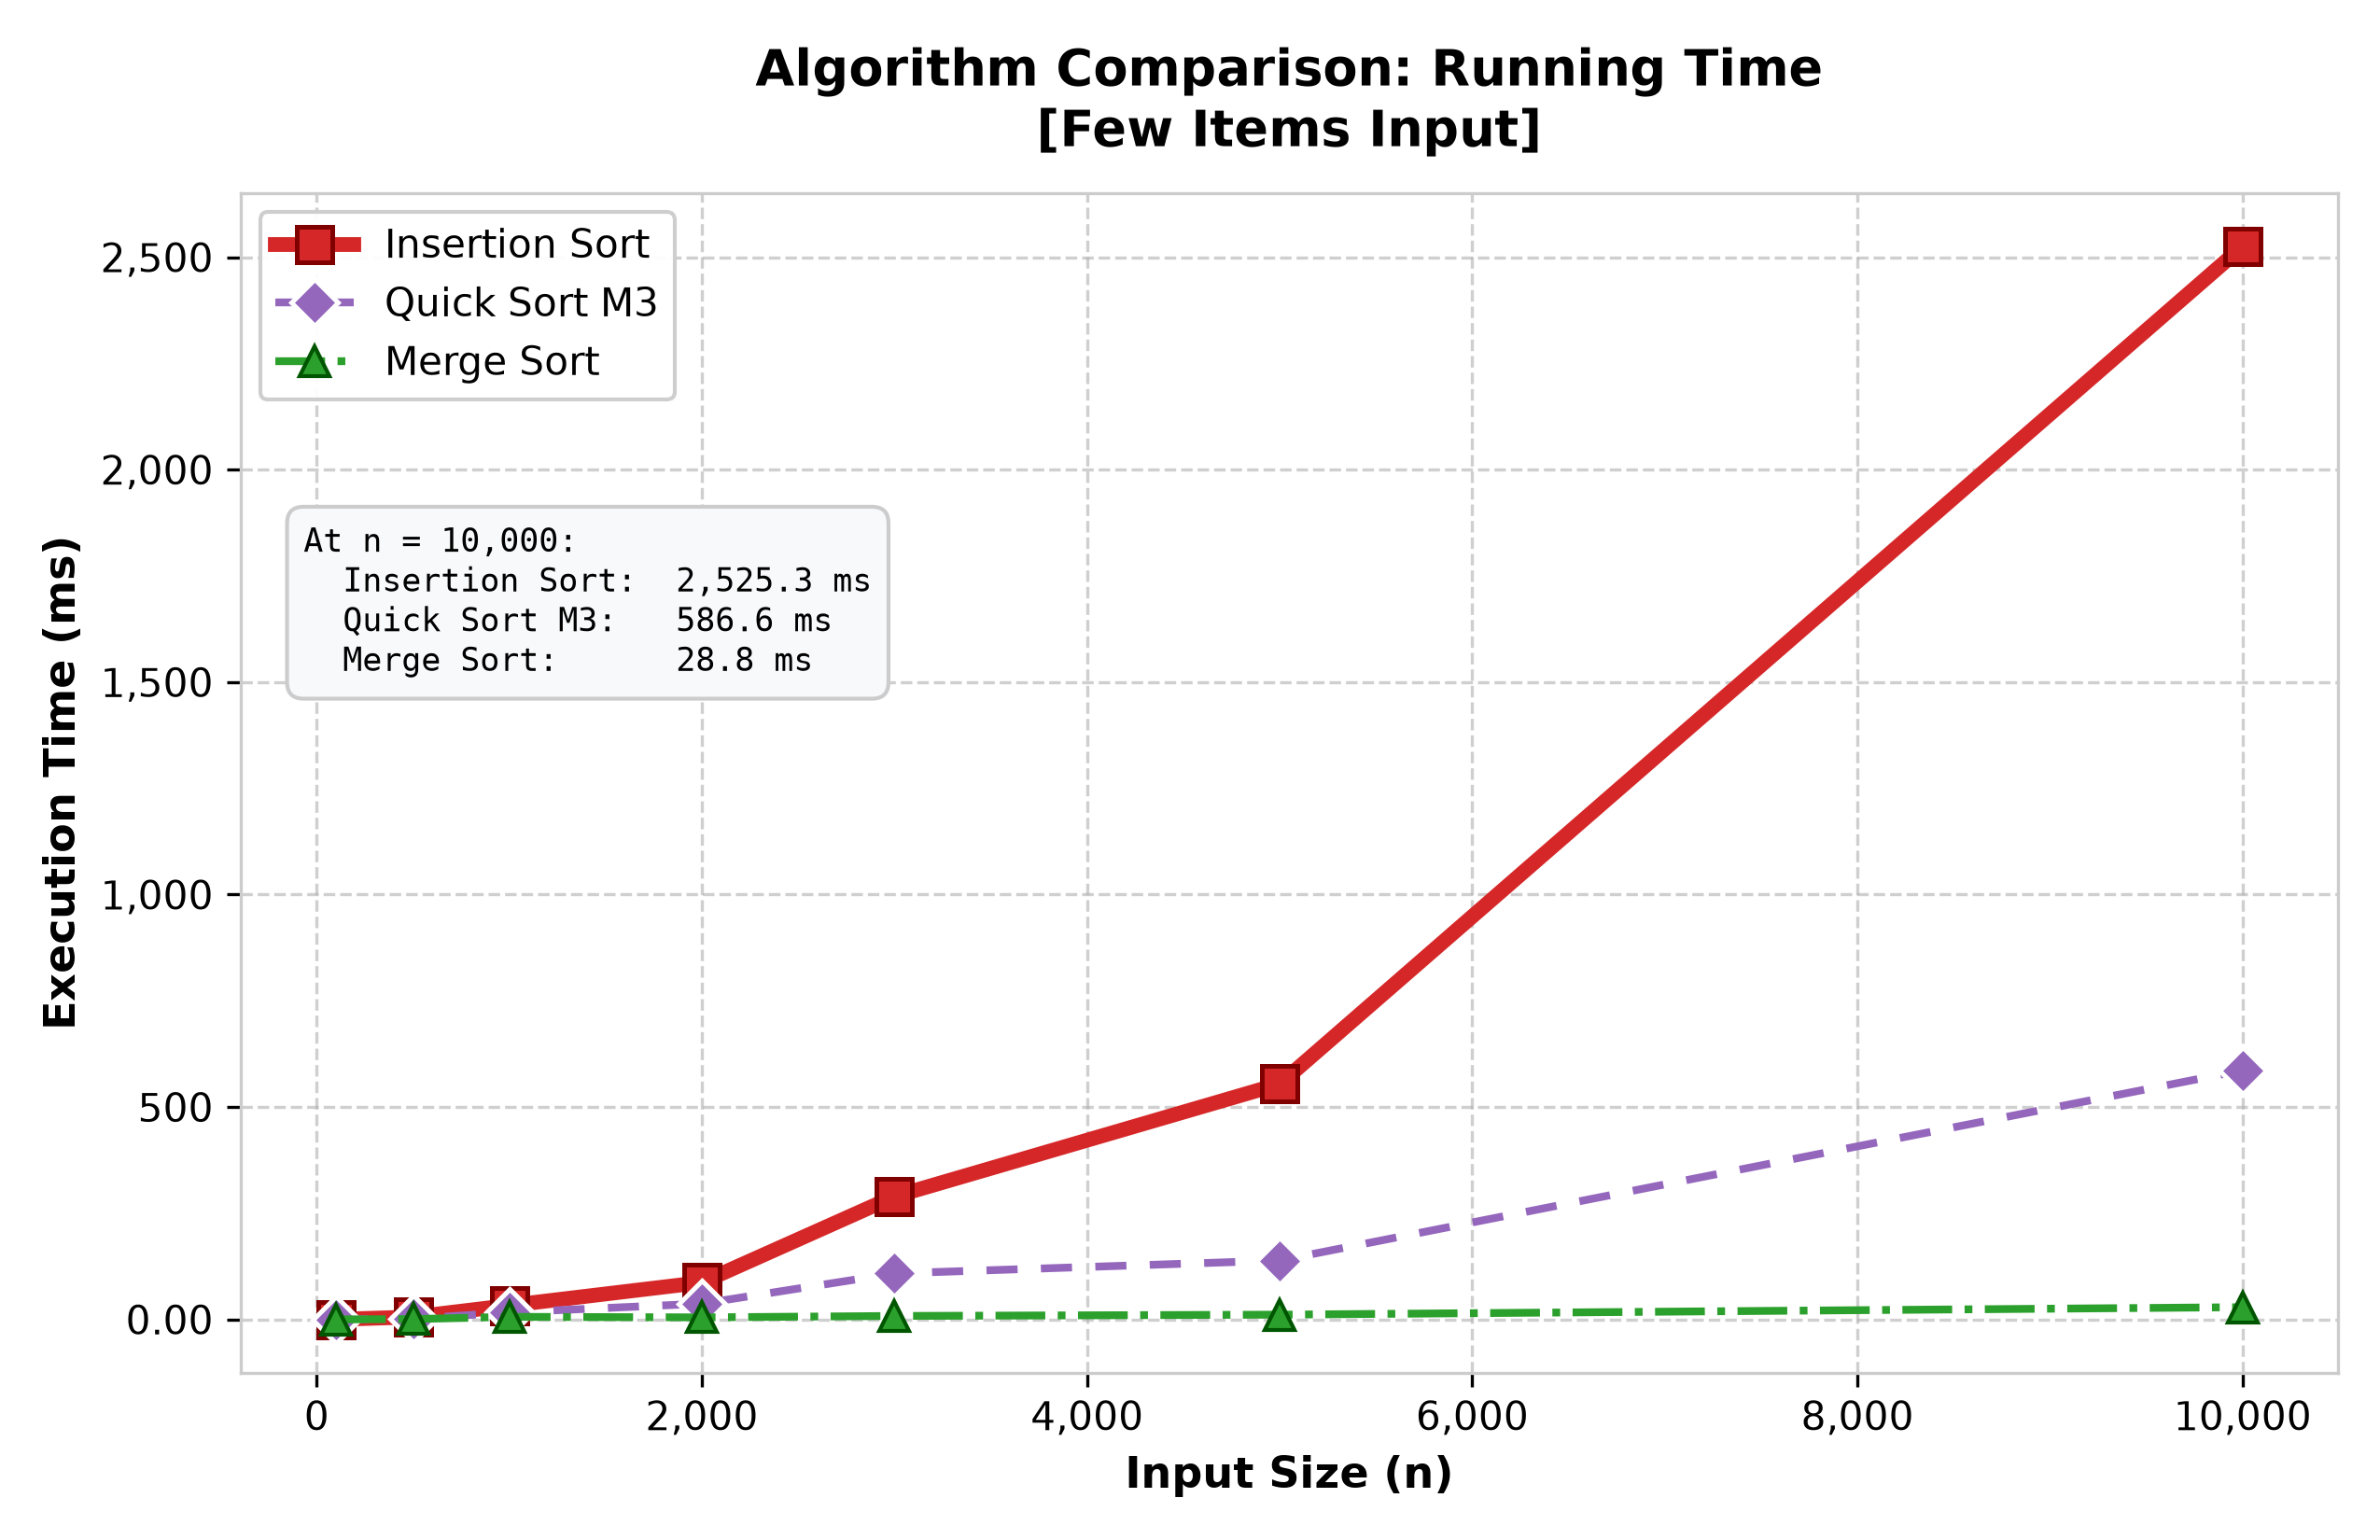 Algorithm Comparison: Running Time
[Few Items Input]
Insertion Sort
Quick Sort M3
Merge Sort
At n = 10,000:
Insertion Sort: 2,525.3 ms
Quick Sort M3: 586.6 ms
Merge Sort: 28.8 ms
Execution Time (ms)
2,500
2,000
1,500
1,000
500
0.00
0 2,000 4,000 6,000 8,000 10,000
Input Size (n)